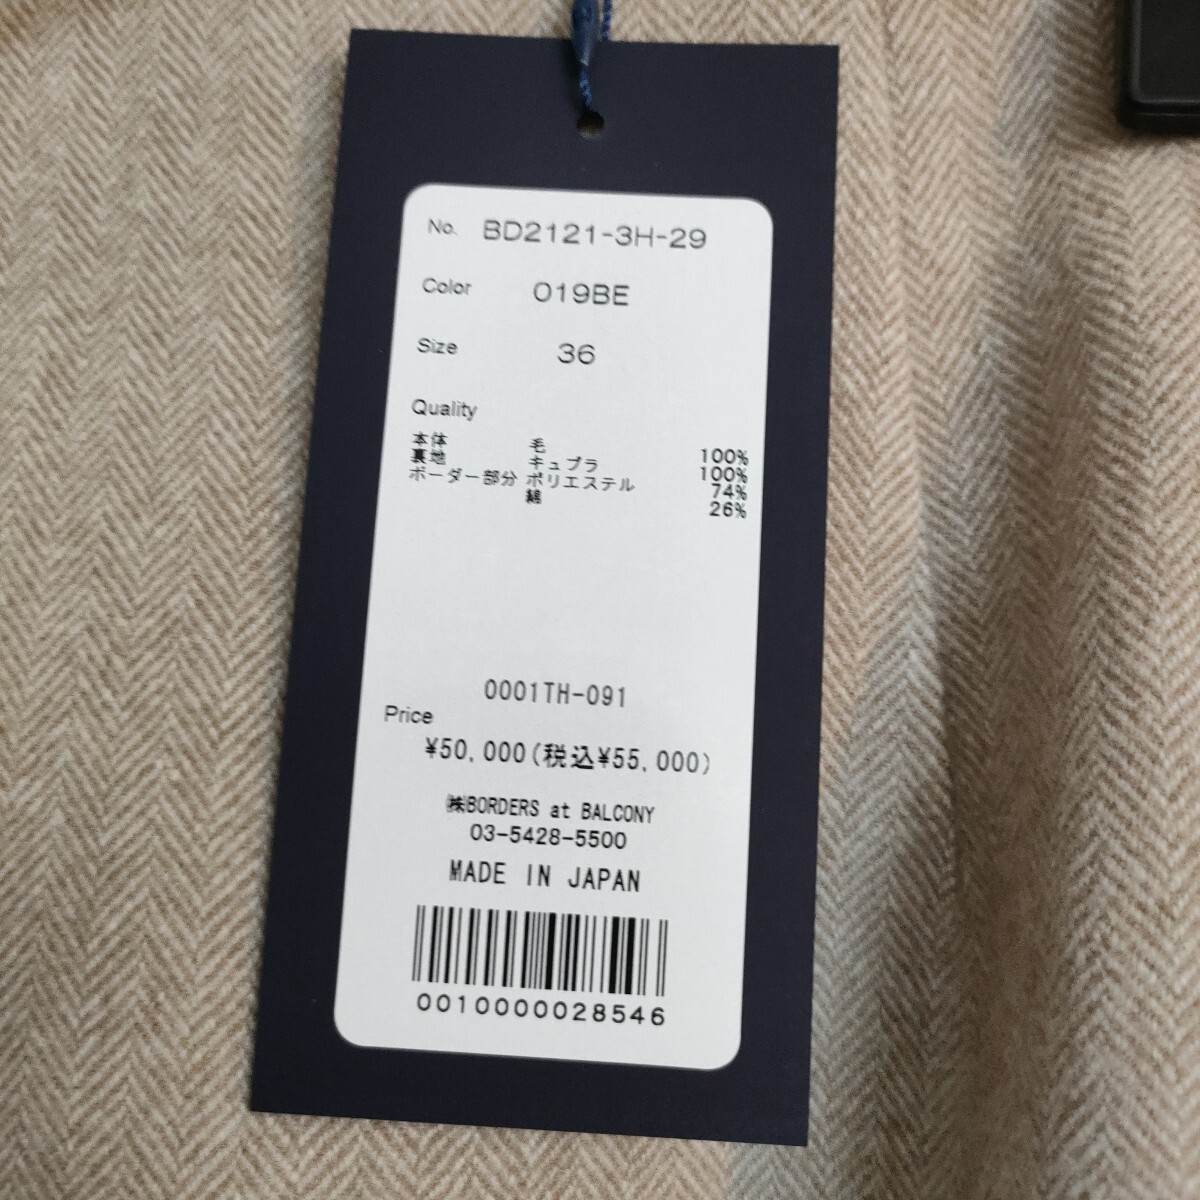 No. BD2121-3H-29
Color 019BE
Size 36
Quality
本体 毛 100%
裏地 キュプラ 100%
ボーダー部分 ポリエステル 74%
綿 26%
0001TH-091
Price
¥50,000(税込¥55,000)
㈱BORDERS at BALCONY
03-5428-5500
MADE IN JAPAN
0010000028546